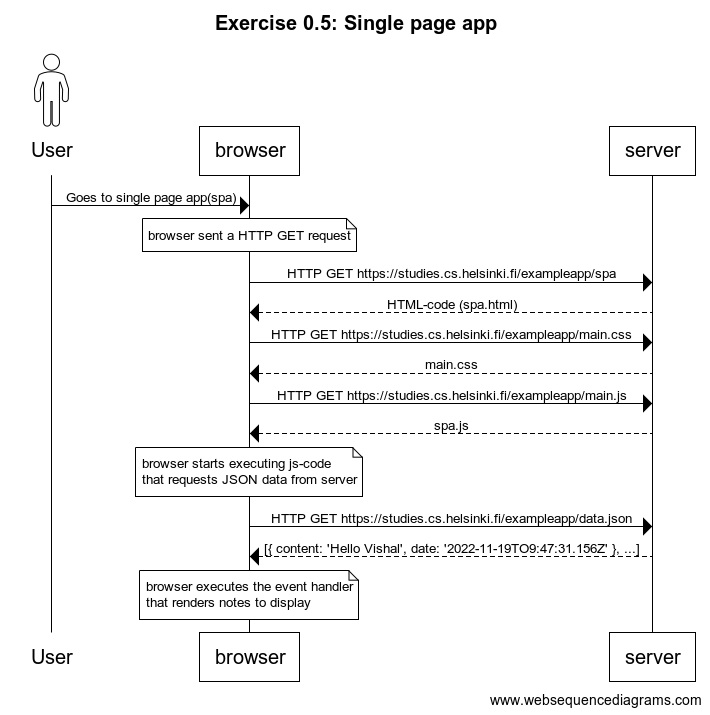 Exercise 0.5: Single page app
User
browser
server
Goes to single page app(spa)
browser sent a HTTP GET request
HTTP GET https://studies.cs.helsinki.fi/exampleapp/spa
HTML-code (spa.html)
HTTP GET https://studies.cs.helsinki.fi/exampleapp/main.css
main.css
HTTP GET https://studies.cs.helsinki.fi/exampleapp/main.js
spa.js
browser starts executing js-code
that requests JSON data from server
HTTP GET https://studies.cs.helsinki.fi/exampleapp/data.json
[{ content: 'Hello Vishal', date: '2022-11-19TO9:47:31.156Z' }, ...]
browser executes the event handler
that renders notes to display
User
browser
server
www.websequencediagrams.com